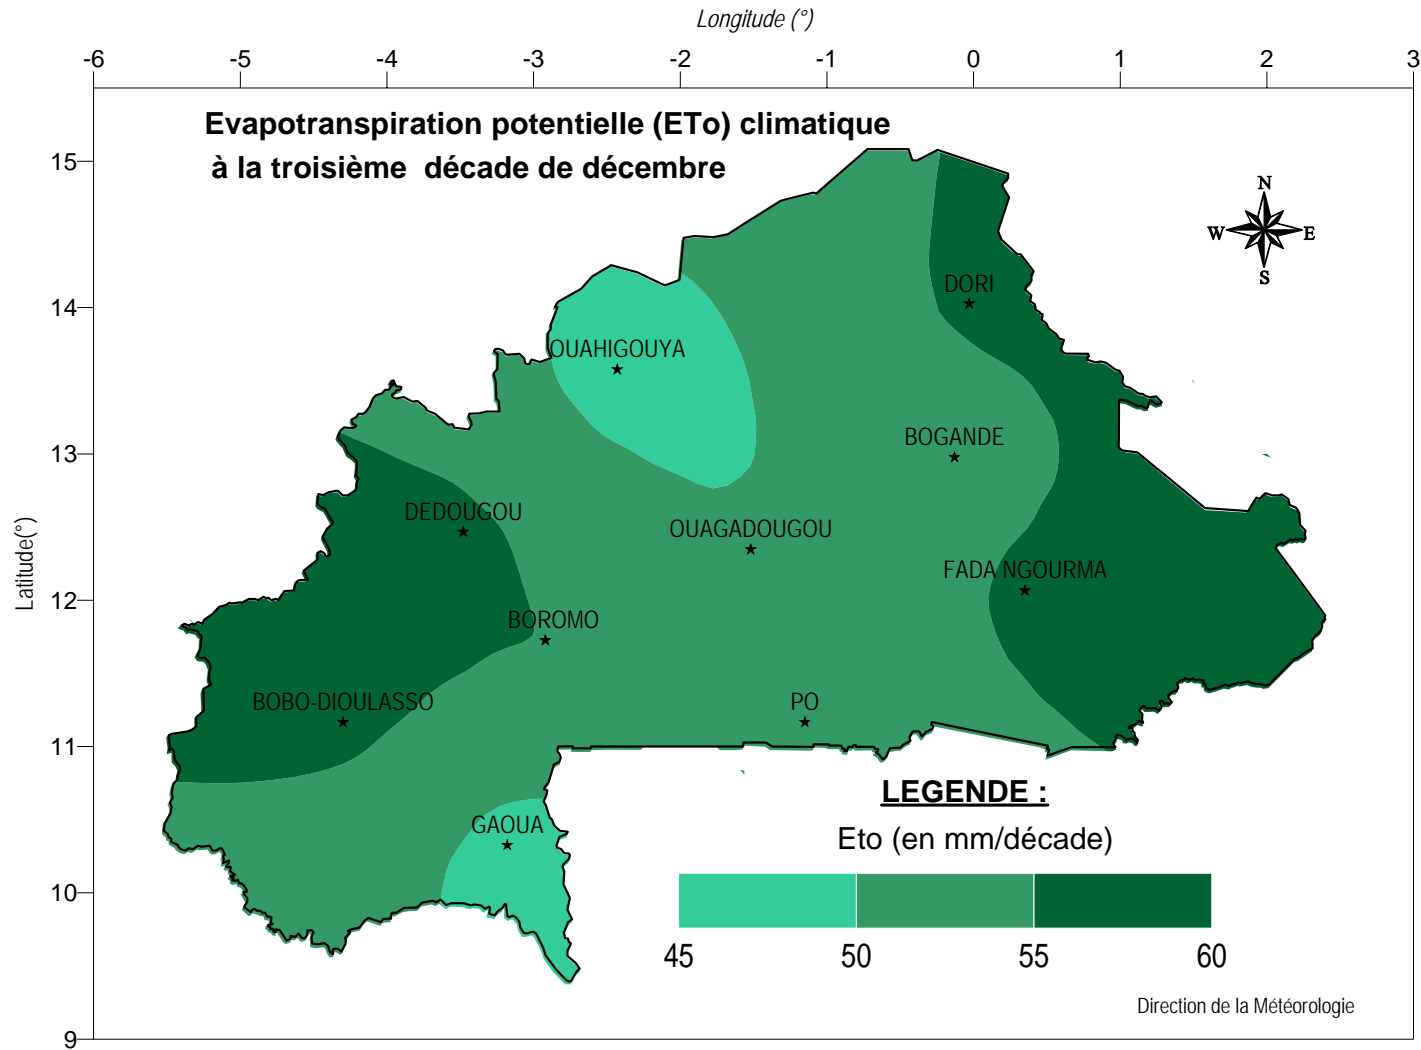 Longitude (°)
-6 -5 -4 -3 -2 -1 0 1 2 3
Evapotranspiration potentielle (ETo) climatique
à la troisième décade de décembre
15
N
W E
S
DORI
14
OUAHIGOUYA
BOGANDE
13
DEDOUGOU
OUAGADOUGOU
Latitude(°)
FADA NGOURMA
12
BOROMO
BOBO-DIOULASSO
PO
11
LEGENDE :
GAOUA
Eto (en mm/décade)
10
45 50 55 60
Direction de la Météorologie
9